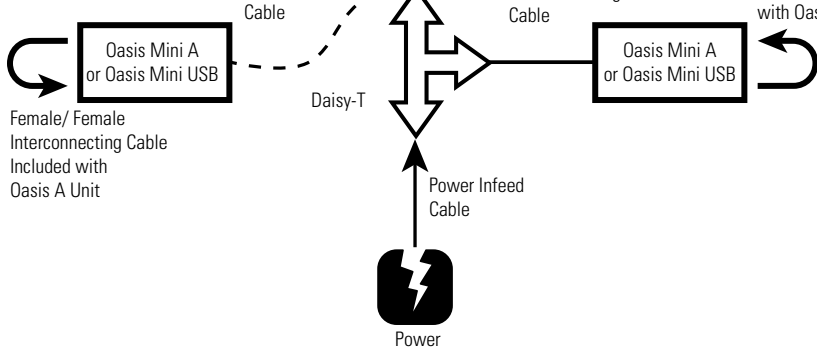 Cable
Cable
with Oas
Oasis Mini A
or Oasis Mini USB
Oasis Mini A
or Oasis Mini USB
Daisy-T
Female/ Female
Interconnecting Cable
Included with
Oasis A Unit
Power Infeed
Cable
Power